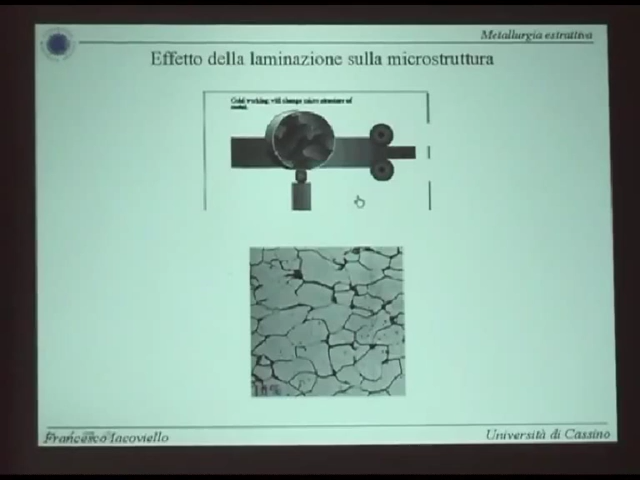 Metallurgia estrattiva
Effetto della laminazione sulla microstruttura
Cold working will change micro structure of
metal.
Francesco Iacoviello
Università di Cassino